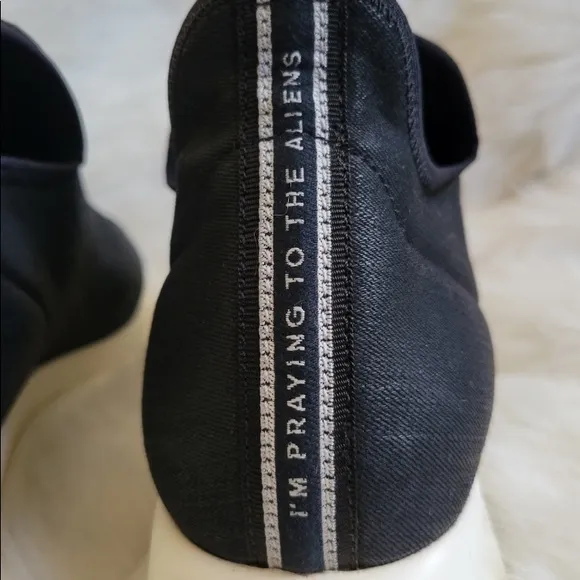 I'M PRAYING TO THE ALIENS